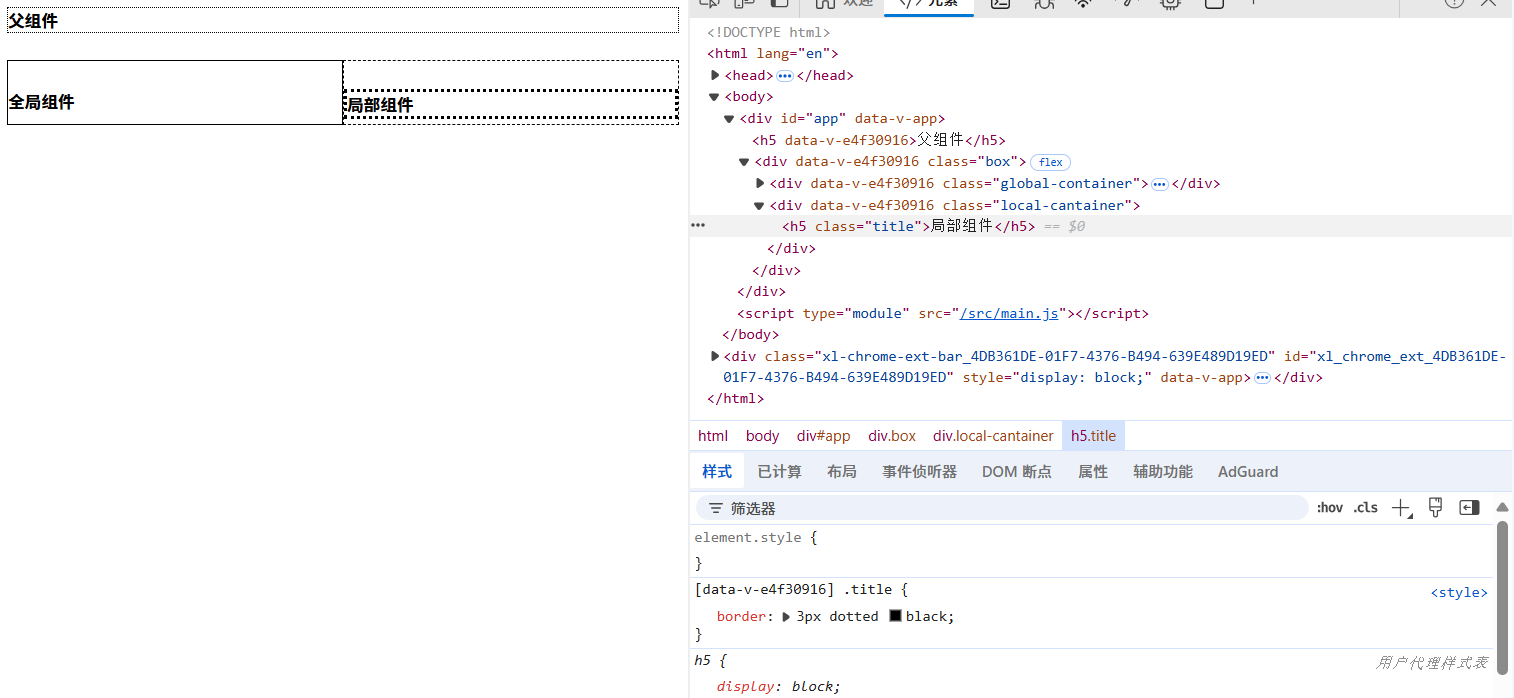 父组件
全局组件
局部组件
欢迎
</> 元素
<!DOCTYPE html>
<html lang="en">
<head> ••• </head>
<body>
<div id="app" data-v-app>
<h5 data-v-e4f30916>父组件</h5>
<div data-v-e4f30916 class="box"> flex
<div data-v-e4f30916 class="global-container"> ••• </div>
<div data-v-e4f30916 class="local-cantainer">
••• <h5 class="title">局部组件</h5> == $0
</div>
</div>
</div>
<script type="module" src="/src/main.js"></script>
</body>
<div class="xl-chrome-ext-bar_4DB361DE-01F7-4376-B494-639E489D19ED" id="xl_chrome_ext_4DB361DE-
01F7-4376-B494-639E489D19ED" style="display: block;" data-v-app> ••• </div>
</html>
html body div#app div.box div.local-cantainer h5.title
样式 已计算 布局 事件侦听器 DOM 断点 属性 辅助功能 AdGuard
筛选器 :hov .cls
element.style {
}
[data-v-e4f30916] .title { <style>
border: 3px dotted black;
}
h5 { 用户代理样式表
display: block;